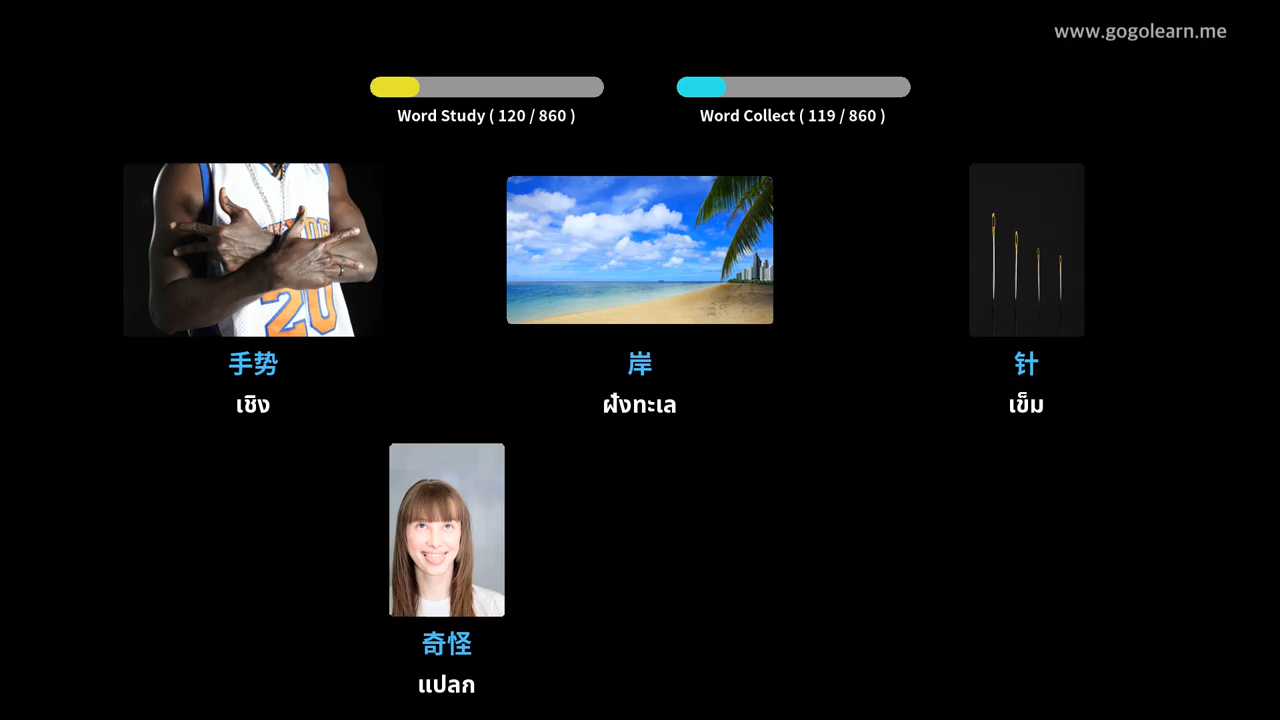 www.gogolearn.me
Word Study ( 120 / 860 )
Word Collect ( 119 / 860 )
20
手势
岸
针
เชิง
ฝั่งทะเล
เข็ม
奇怪
แปลก